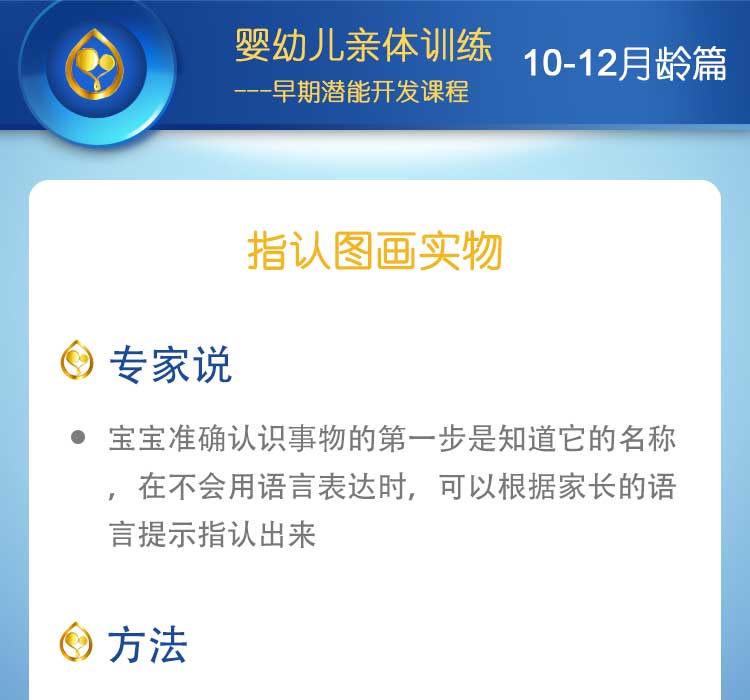 婴幼儿亲体训练
---早期潜能开发课程
10-12月龄篇
指认图画实物
专家说
宝宝准确认识事物的第一步是知道它的名称
，在不会用语言表达时，可以根据家长的语
言提示指认出来
方法